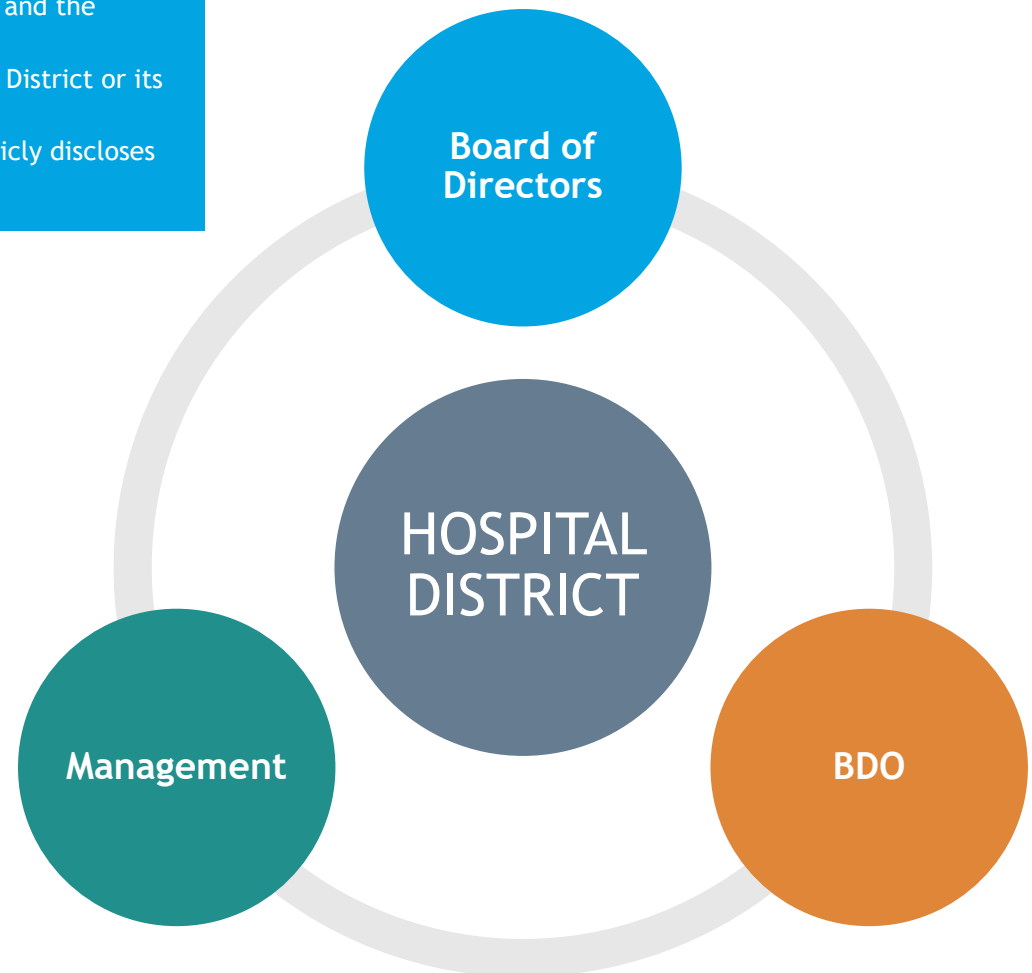 and the
District or its
icly discloses
Board of
Directors
HOSPITAL
DISTRICT
Management
BDO